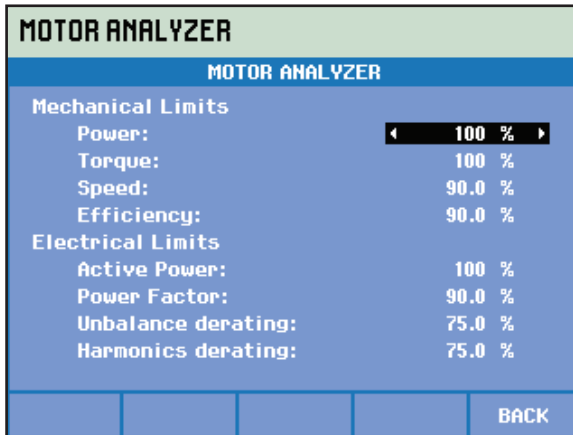 MOTOR ANALYZER
MOTOR ANALYZER
Mechanical Limits
Power: 100 %
Torque: 100 %
Speed: 90.0 %
Efficiency: 90.0 %
Electrical Limits
Active Power: 100 %
Power Factor: 90.0 %
Unbalance derating: 75.0 %
Harmonics derating: 75.0 %
BACK